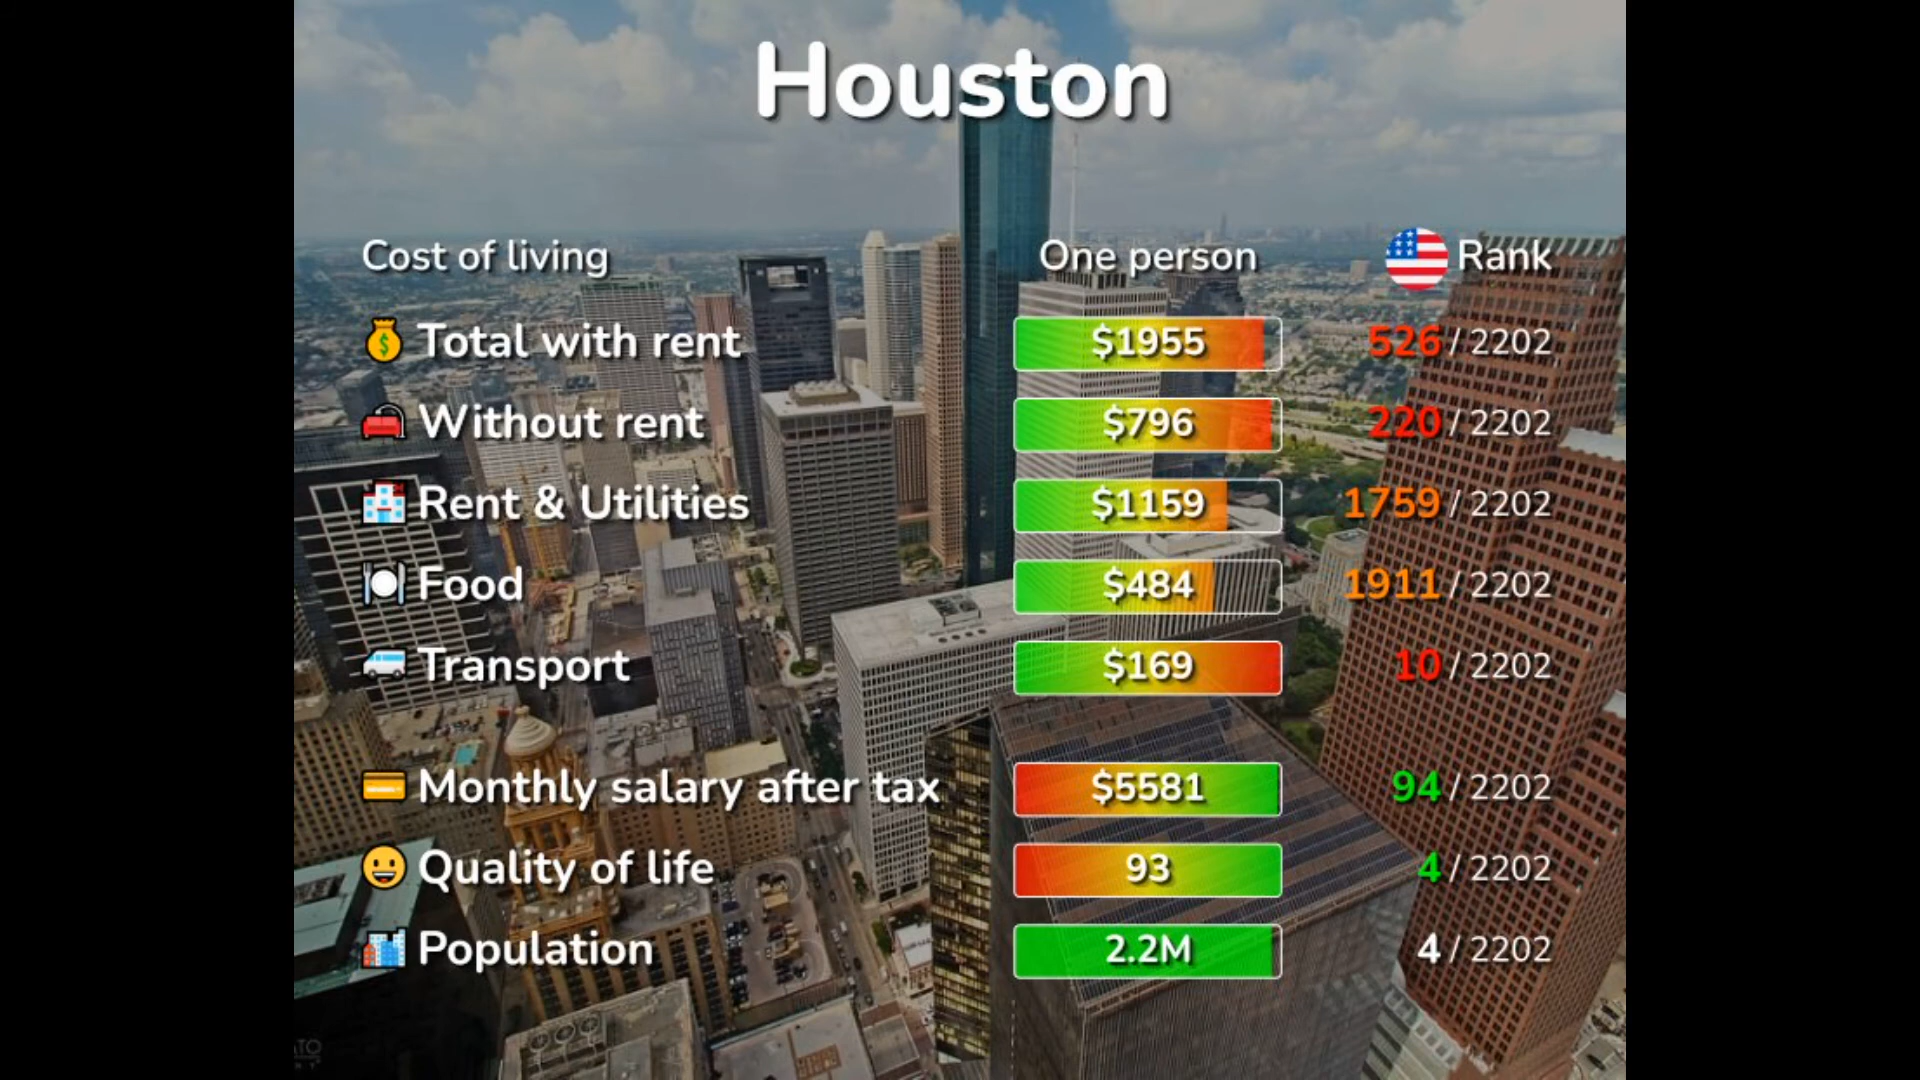 Houston
Cost of living One person Rank
Total with rent $1955 526 / 2202
Without rent $796 220 / 2202
Rent & Utilities $1159 1759 / 2202
Food $484 1911 / 2202
Transport $169 10 / 2202
Monthly salary after tax $5581 94 / 2202
Quality of life 93 4 / 2202
Population 2.2M 4 / 2202